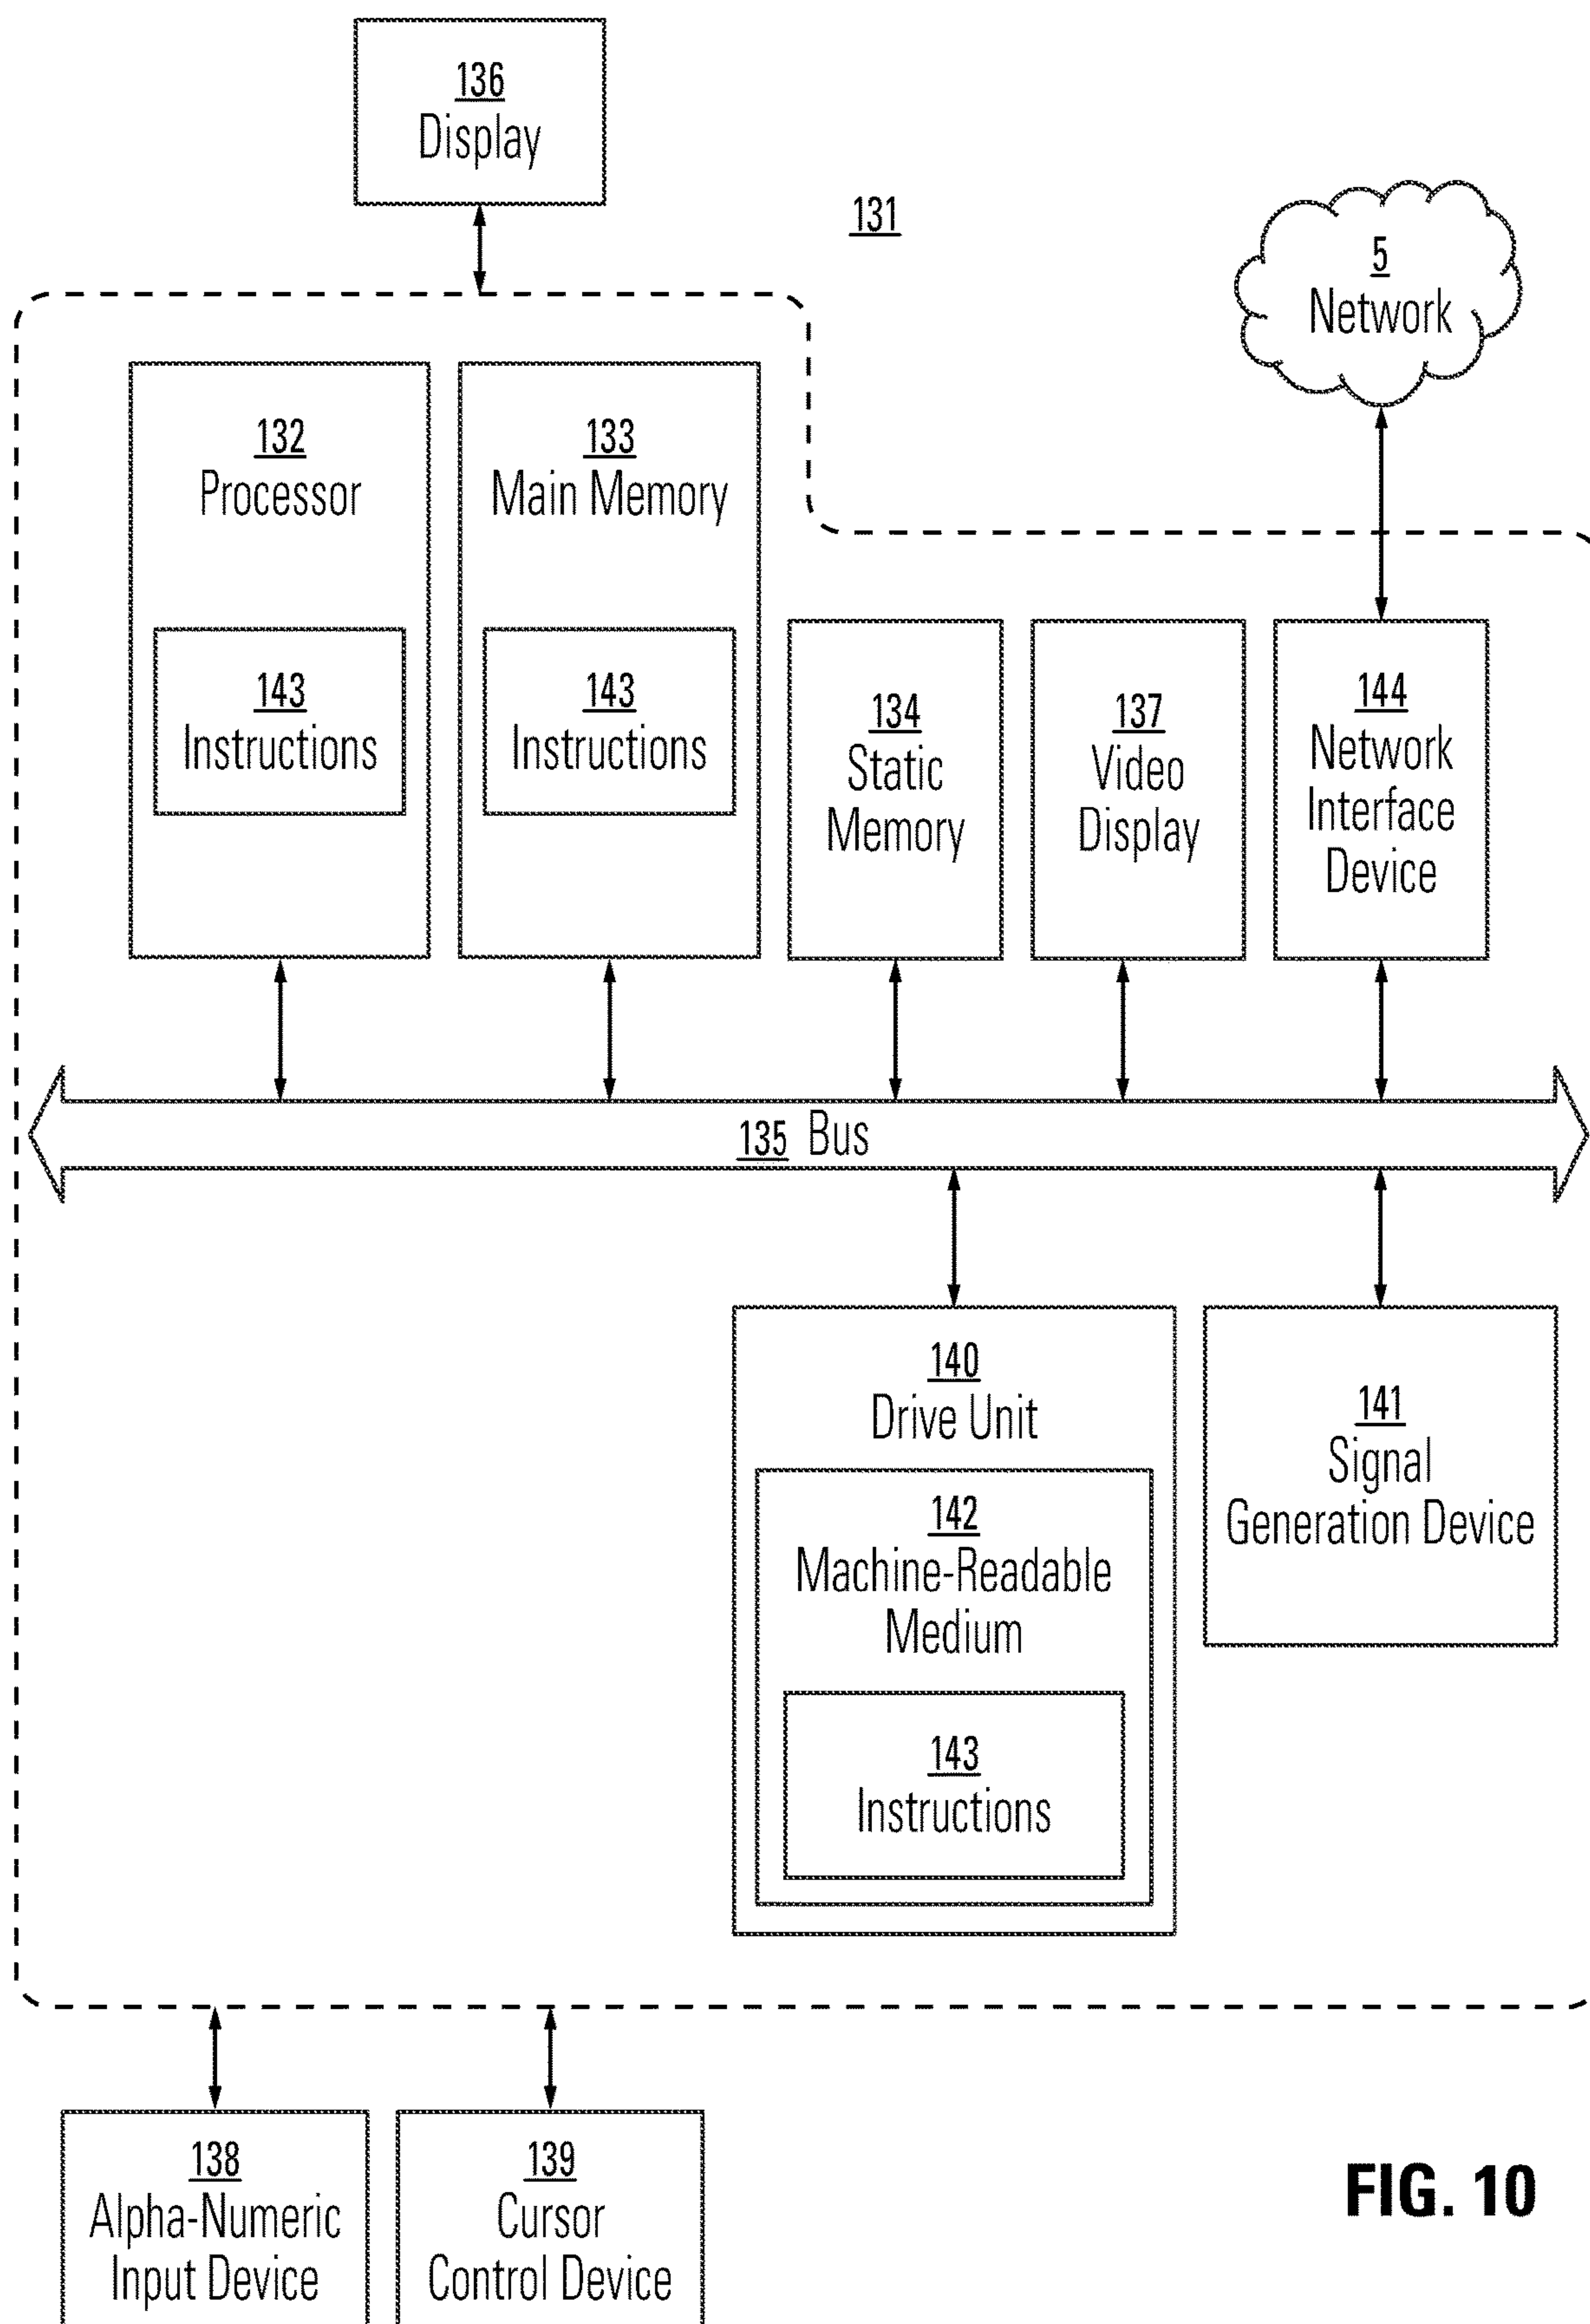 136
Display
131
5
Network
132
Processor
133
Main Memory
143
Instructions
143
Instructions
134
Static
Memory
137
Video
Display
144
Network
Interface
Device
135 Bus
140
Drive Unit
142
Machine-Readable
Medium
143
Instructions
141
Signal
Generation Device
138
Alpha-Numeric
Input Device
139
Cursor
Control Device
FIG. 10